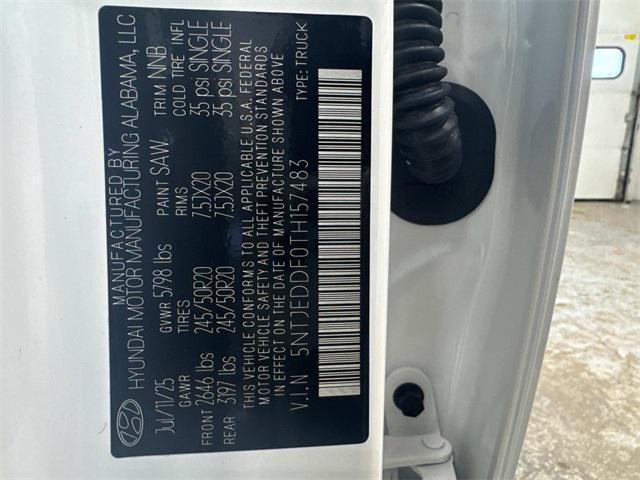 MANUFACTURED BY
HYUNDAI MOTOR MANUFACTURING ALABAMA, LLC
Jul/11/25 GVWR 5798 lbs PAINT SAW TRIM NNB
GAWR TIRES RIMS COLD TIRE INFL
FRONT 2646 lbs 245/50R20 7.5JX20 35 psi SINGLE
REAR 3197 lbs 245/50R20 7.5JX20 35 psi SINGLE
THIS VEHICLE CONFORMS TO ALL APPLICABLE U.S.A. FEDERAL
MOTOR VEHICLE SAFETY AND THEFT PREVENTION STANDARDS
IN EFFECT ON THE DATE OF MANUFACTURE SHOWN ABOVE
V.I.N 5NTJEDDF0TH157483 TYPE: TRUCK